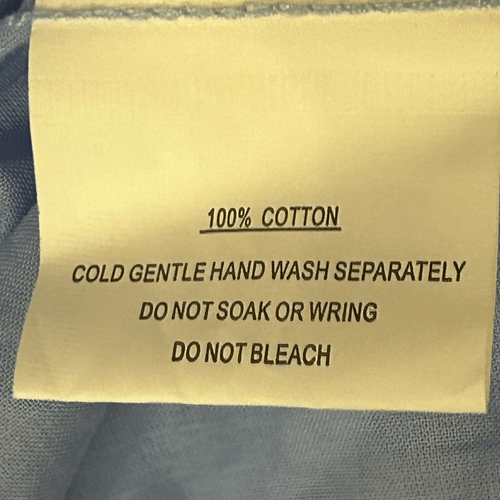 100% COTTON
COLD GENTLE HAND WASH SEPARATELY
DO NOT SOAK OR WRING
DO NOT BLEACH